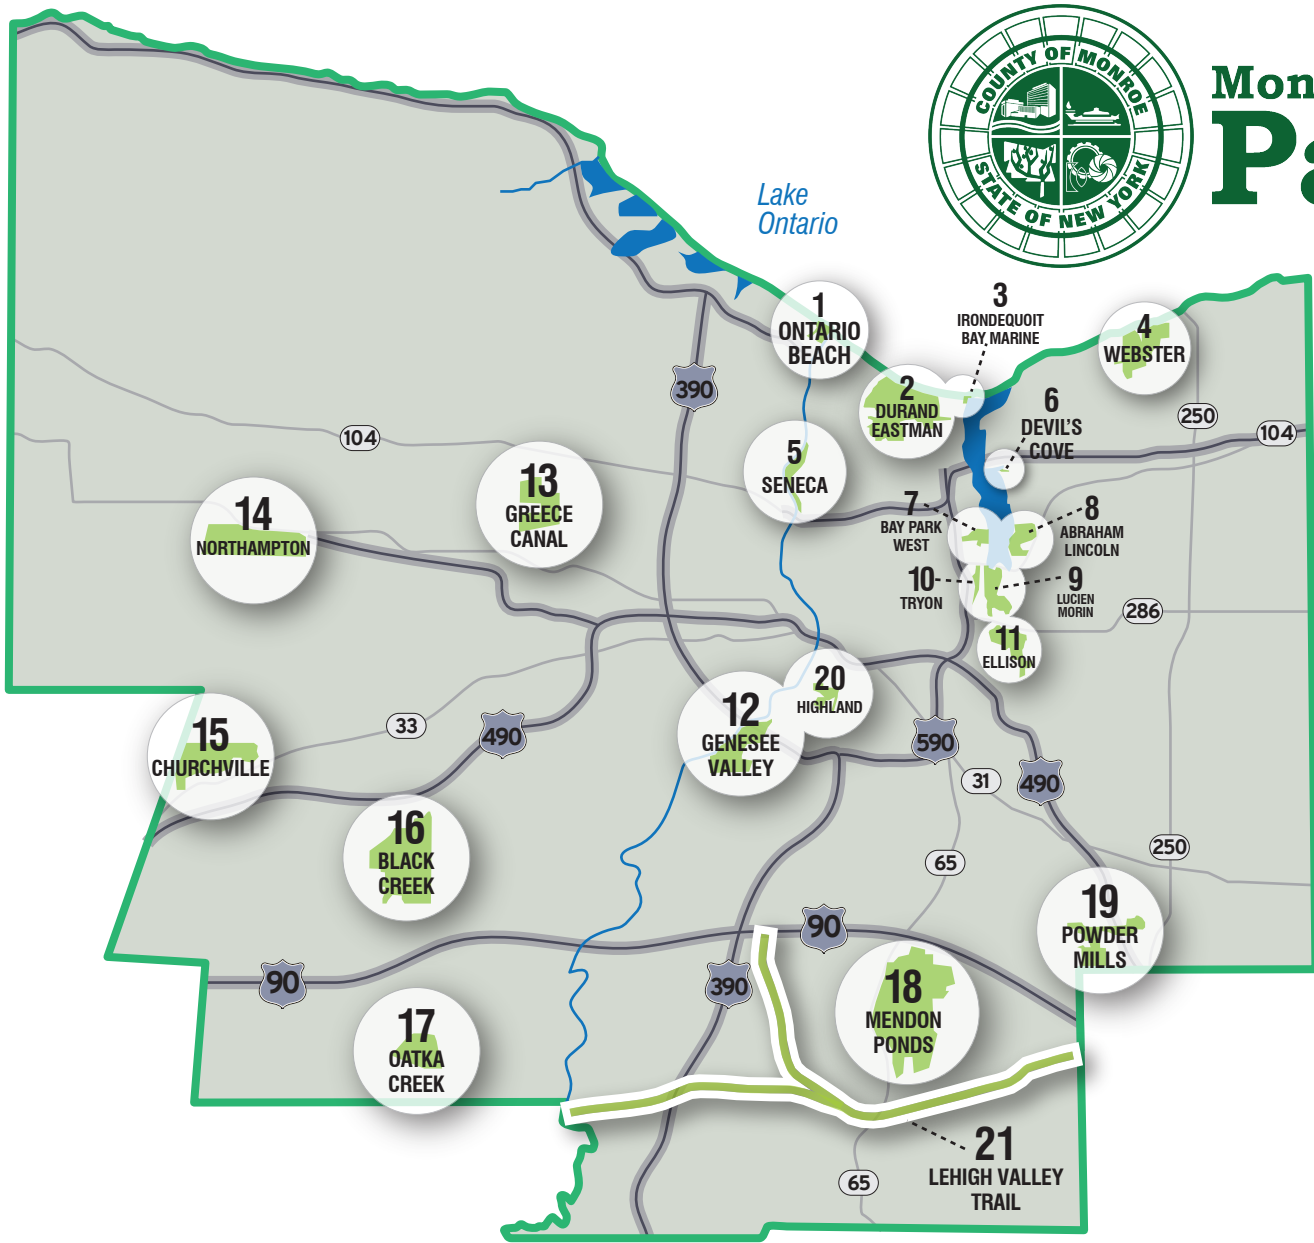 COUNTY OF MONROE
STATE OF NEW YORK
Mon
Pa
Lake
Ontario
1
ONTARIO
BEACH
2
DURAND
EASTMAN
3
IRONDEQUOIT
BAY MARINE
4
WEBSTER
250
104
6
DEVIL'S
COVE
390
104
5
SENECA
13
GREECE
CANAL
14
NORTHAMPTON
7
BAY PARK
WEST
8
ABRAHAM
LINCOLN
10
TRYON
9
LUCIEN
MORIN
286
11
ELLISON
20
HIGHLAND
12
GENESEE
VALLEY
15
CHURCHVILLE
33
490
590
31
490
16
BLACK
CREEK
65
250
19
POWDER
MILLS
90
90
390
18
MENDON
PONDS
17
OATKA
CREEK
21
LEHIGH VALLEY
TRAIL
65